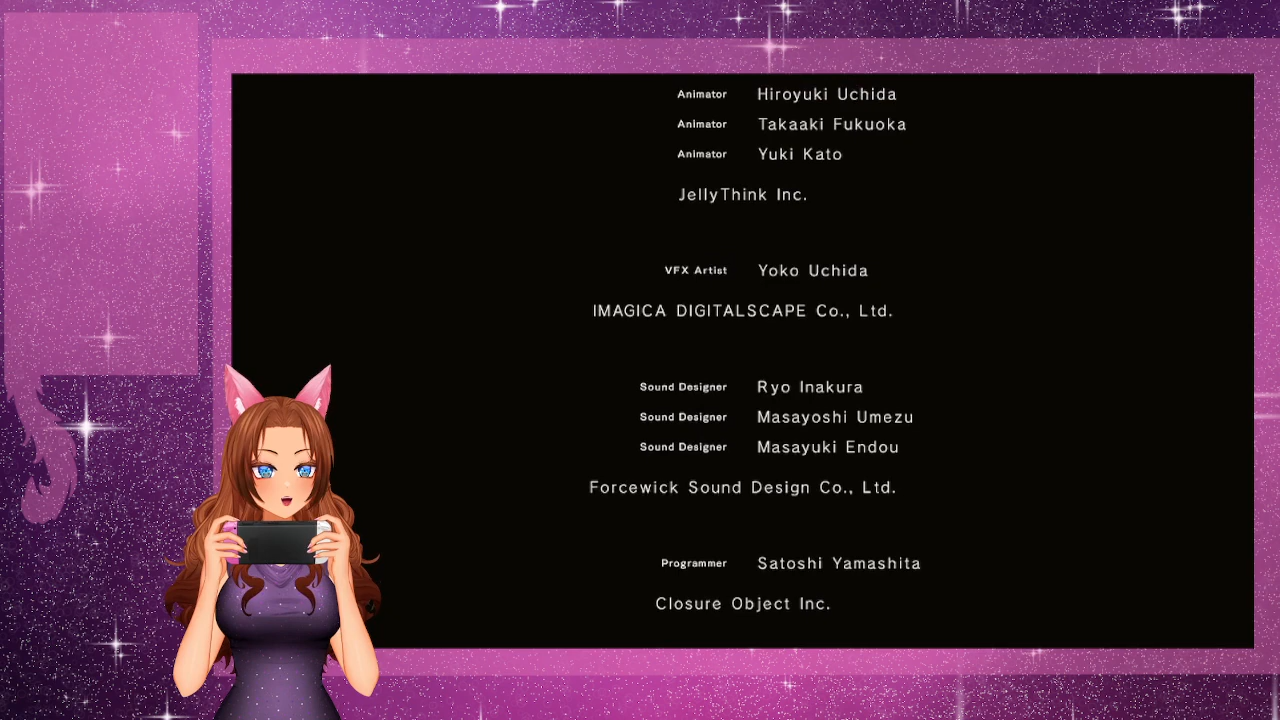 Animator Hiroyuki Uchida
Animator Takaaki Fukuoka
Animator Yuki Kato
JellyThink Inc.
VFX Artist Yoko Uchida
IMAGICA DIGITALSCAPE Co., Ltd.
Sound Designer Ryo Inakura
Sound Designer Masayoshi Umezu
Sound Designer Masayuki Endou
Forcewick Sound Design Co., Ltd.
Programmer Satoshi Yamashita
Closure Object Inc.